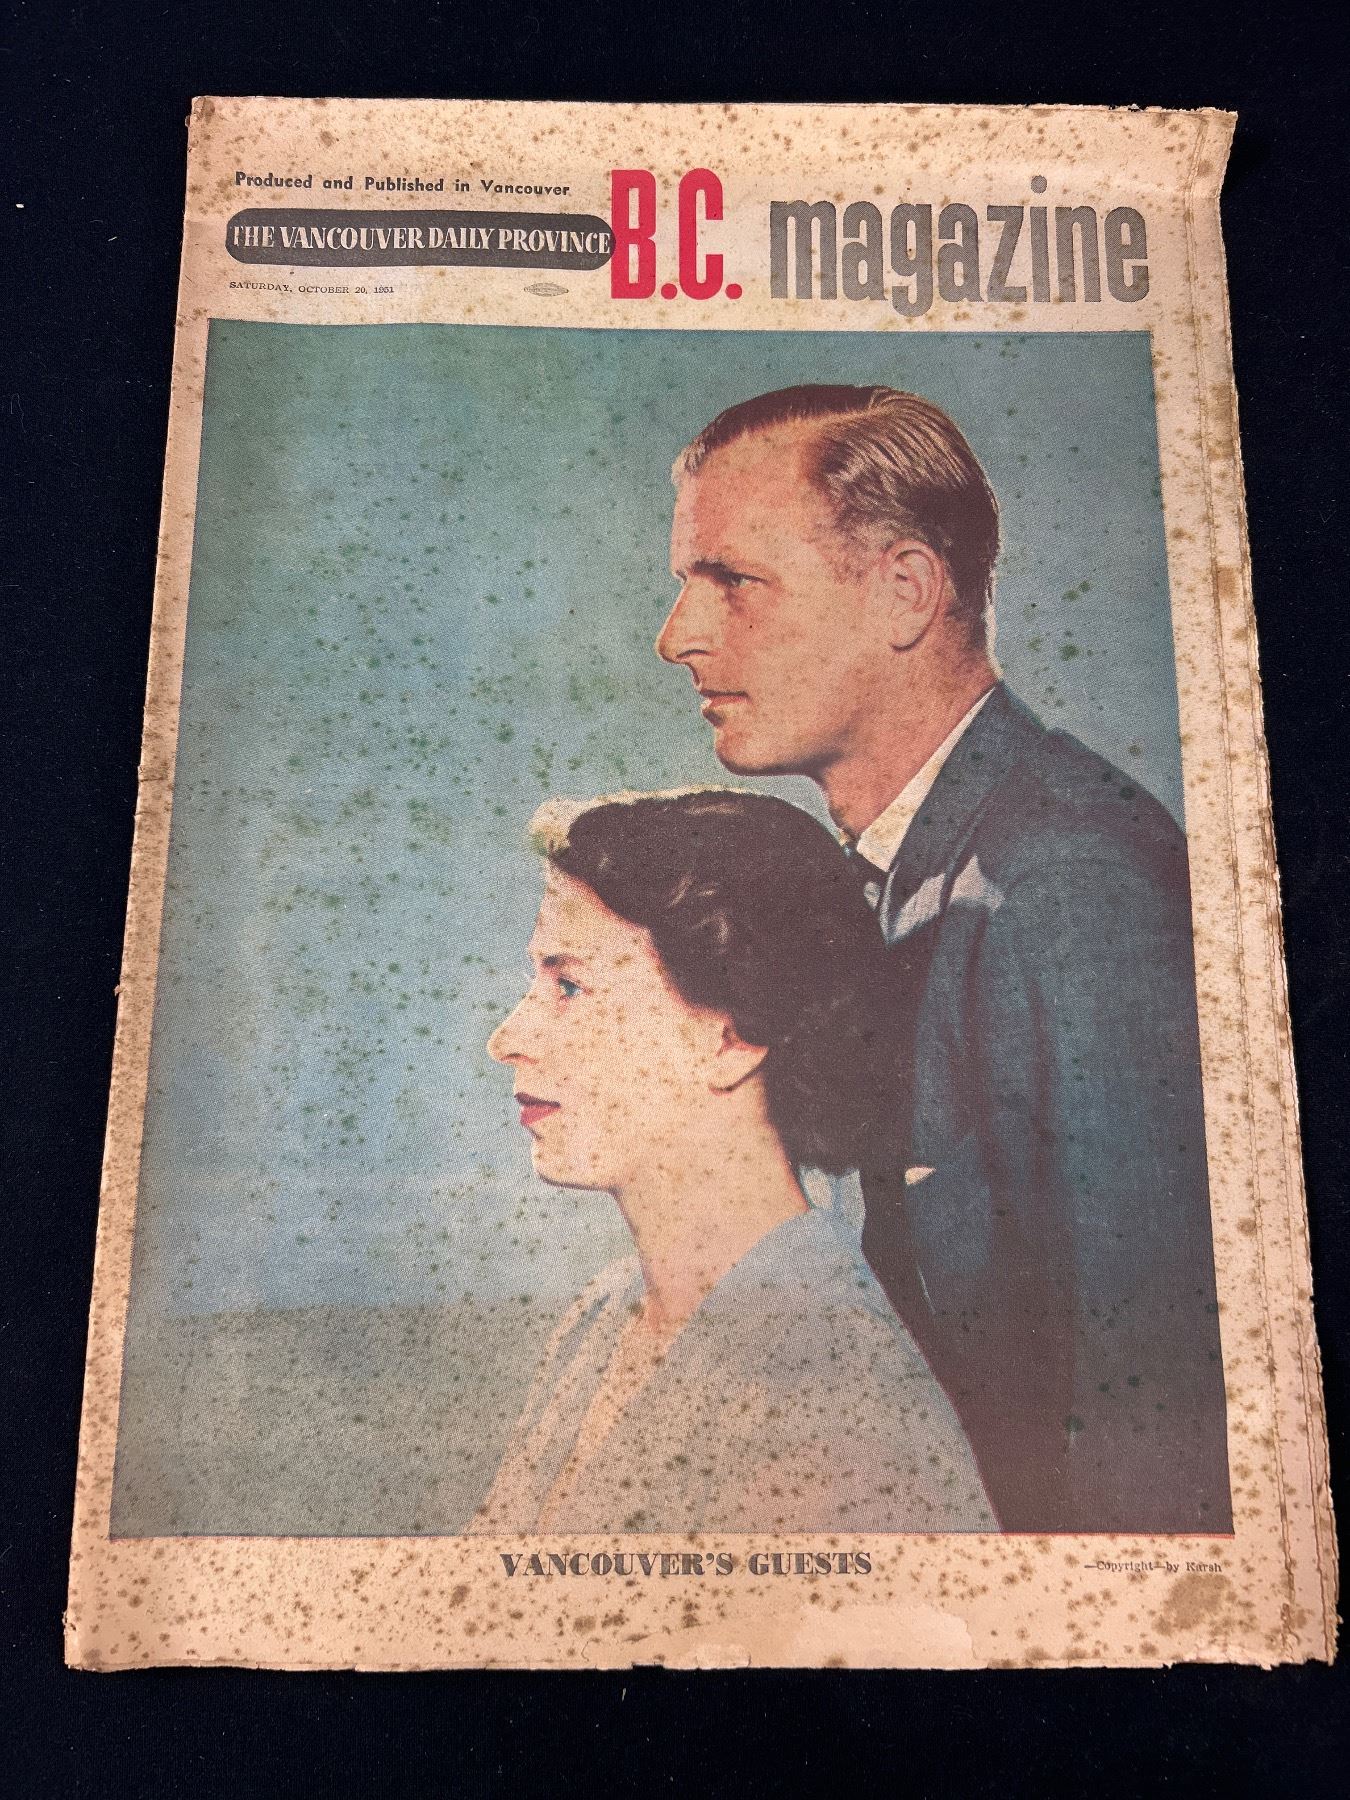 Produced and Published in Vancouver
THE VANCOUVER DAILY PROVINCE
B.C. magazine
SATURDAY, OCTOBER 20, 1951
VANCOUVER'S GUESTS
—Copyright—by Karsh